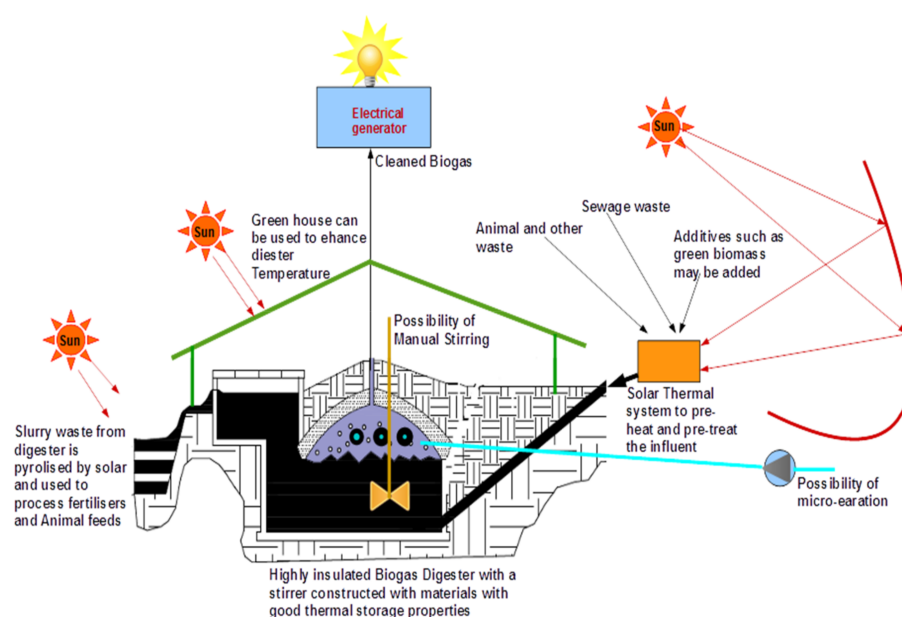 Electrical
generator
Cleaned Biogas
Sun
Sewage waste
Animal and other
waste
Additives such as
green biomass
may be added
Sun
Green house can
be used to ehance
diester
Temperature
Possibility of
Manual Stirring
Sun
Solar Thermal
system to pre-
heat and pre-treat
the influent
Slurry waste from
digester is
pyrolised by solar
and used to
process fertilisers
and Animal feeds
Possibility of
micro-earation
Highly insulated Biogas Digester with a
stirrer constructed with materials with
good thermal storage properties